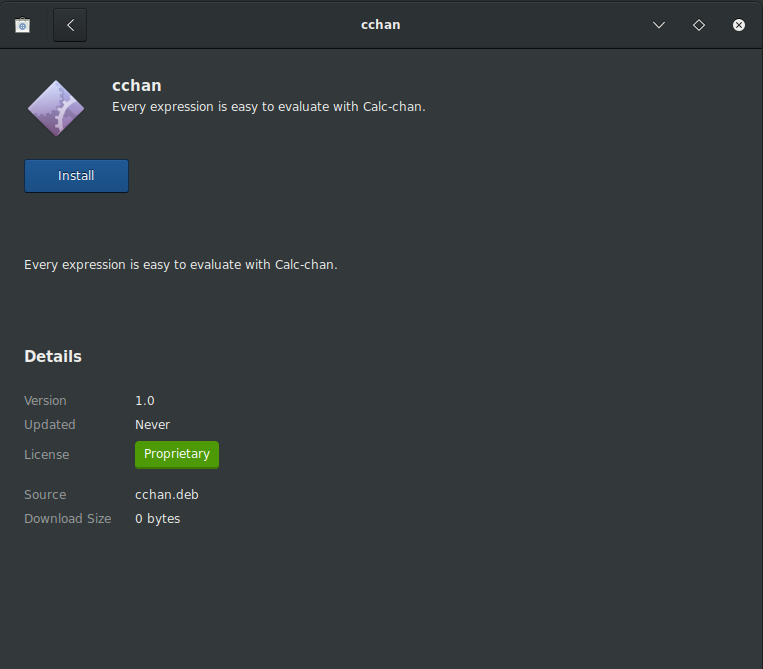 cchan
cchan
Every expression is easy to evaluate with Calc-chan.
Install
Every expression is easy to evaluate with Calc-chan.
Details
Version 1.0
Updated Never
License Proprietary
Source cchan.deb
Download Size 0 bytes